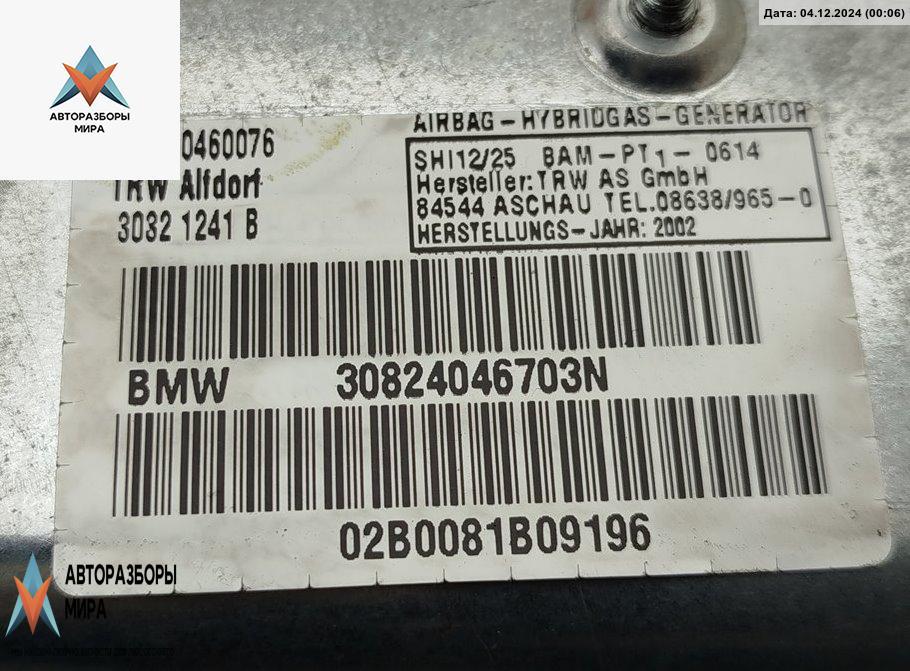 Дата: 04.12.2024 (00:06)
АВТОРАЗБОРЫ
МИРА
0460076
TRW Alfdorf
3032 1241 B
AIRBAG-HYBRIDGAS-GENERATOR
SHI12/25 BAM-PT1-0614
Hersteller: TRW AS GmbH
84544 ASCHAU TEL.08638/965-0
HERSTELLUNGS-JAHR: 2002
BMW 30824046703N
02B0081B09196
АВТОРАЗБОРЫ
МИРА